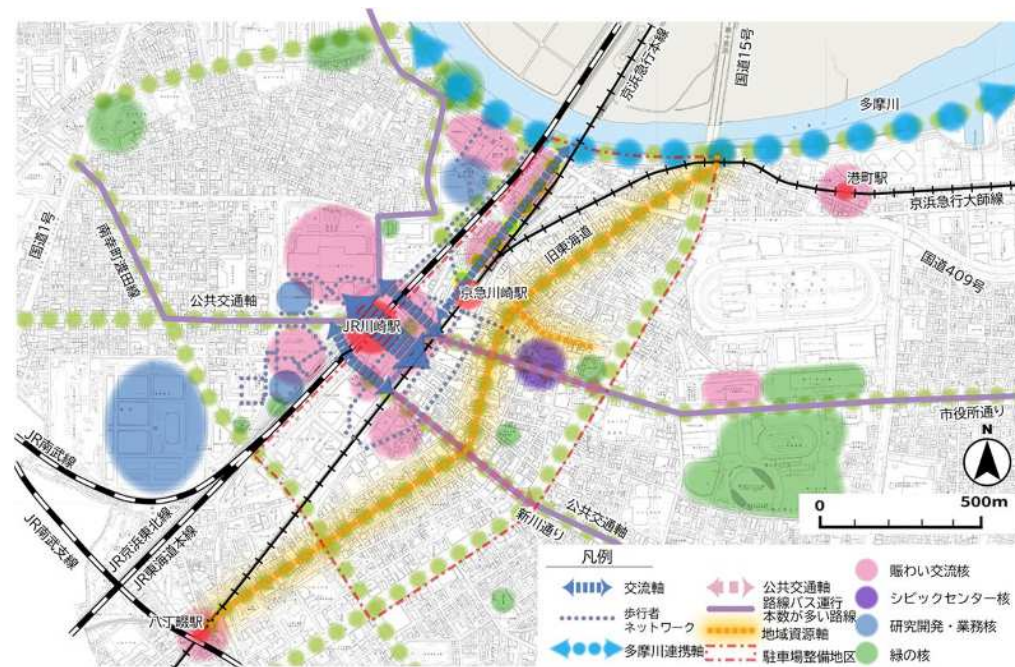 京浜急行本線
国道15号
多摩川
港町駅
京浜急行大師線
国道1号
南幸町渡田線
旧東海道
国道409号
公共交通軸
京急川崎駅
JR川崎駅
市役所通り
N
0 500m
JR南武線
JR南武支線
JR京浜東北線
JR東海道本線
新川通り
公共交通軸
八丁畷駅
凡例
交流軸
歩行者
ネットワーク
多摩川連携軸
公共交通軸
路線バス運行
本数が多い路線
地域資源軸
駐車場整備地区
賑わい交流核
シビックセンター核
研究開発・業務核
緑の核